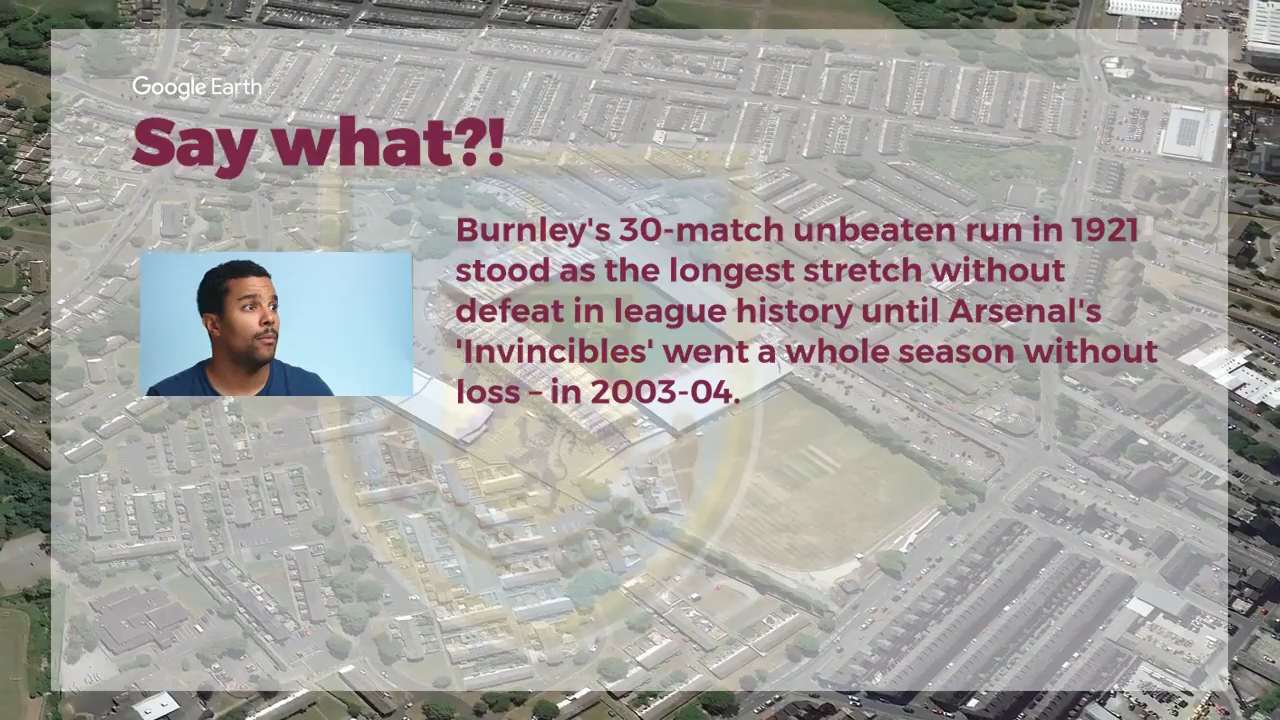 Google Earth
Say what?!
Burnley's 30-match unbeaten run in 1921
stood as the longest stretch without
defeat in league history until Arsenal's
'Invincibles' went a whole season without
loss – in 2003-04.